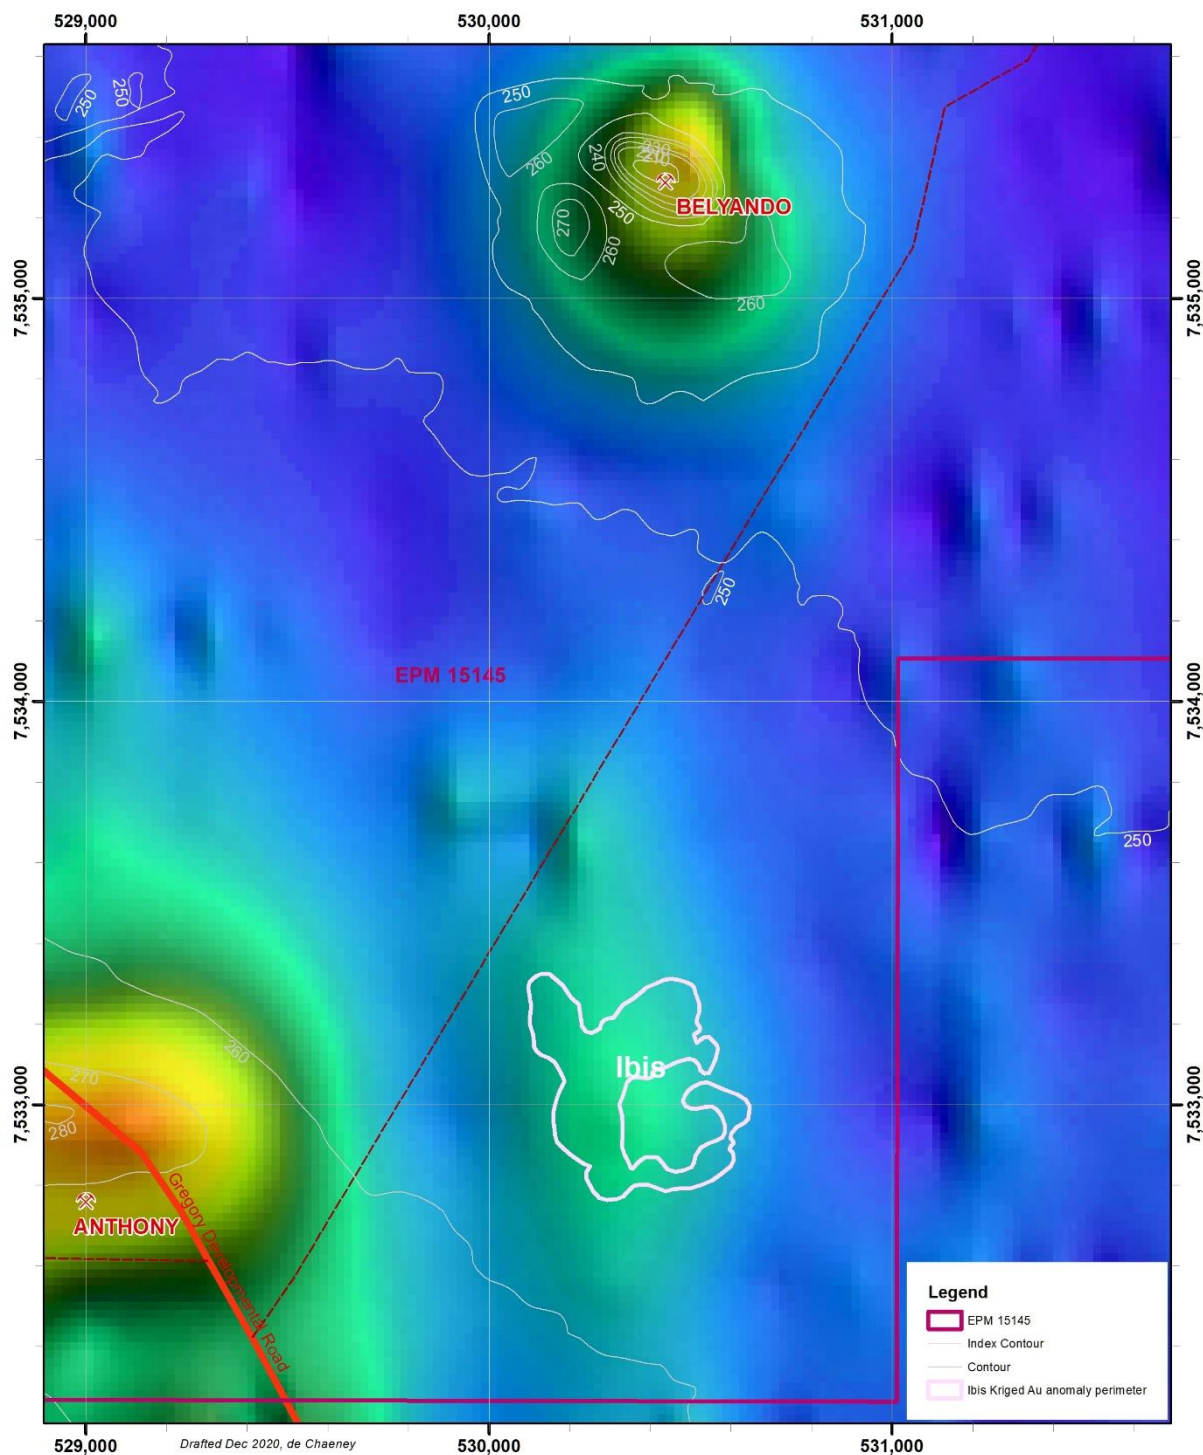 529,000
530,000
531,000
250
250
250
260
240
230
210
BELYANDO
250
270
260
260
7,535,000
7,535,000
250
EPM 15145
7,534,000
7,534,000
250
Ibis
260
270
7,533,000
7,533,000
280
ANTHONY
Gregory Developmental Road
Legend
EPM 15145
Index Contour
Contour
Ibis Kriged Au anomaly perimeter
529,000
Drafted Dec 2020, de Chaeney
530,000
531,000